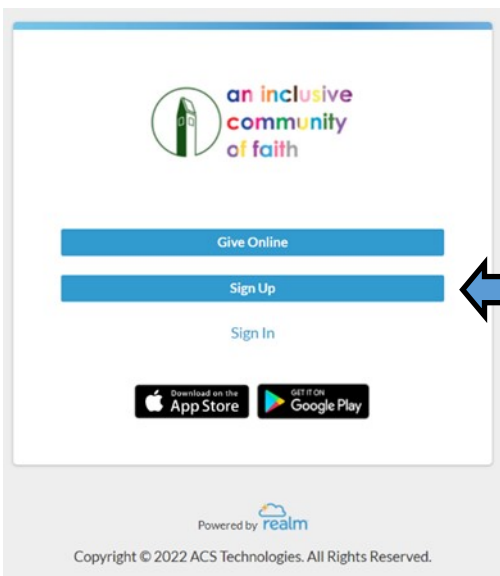 an inclusive
community
of faith
Give Online
Sign Up
Sign In
Download on the
App Store
GET IT ON
Google Play
Powered by realm
Copyright © 2022 ACS Technologies. All Rights Reserved.